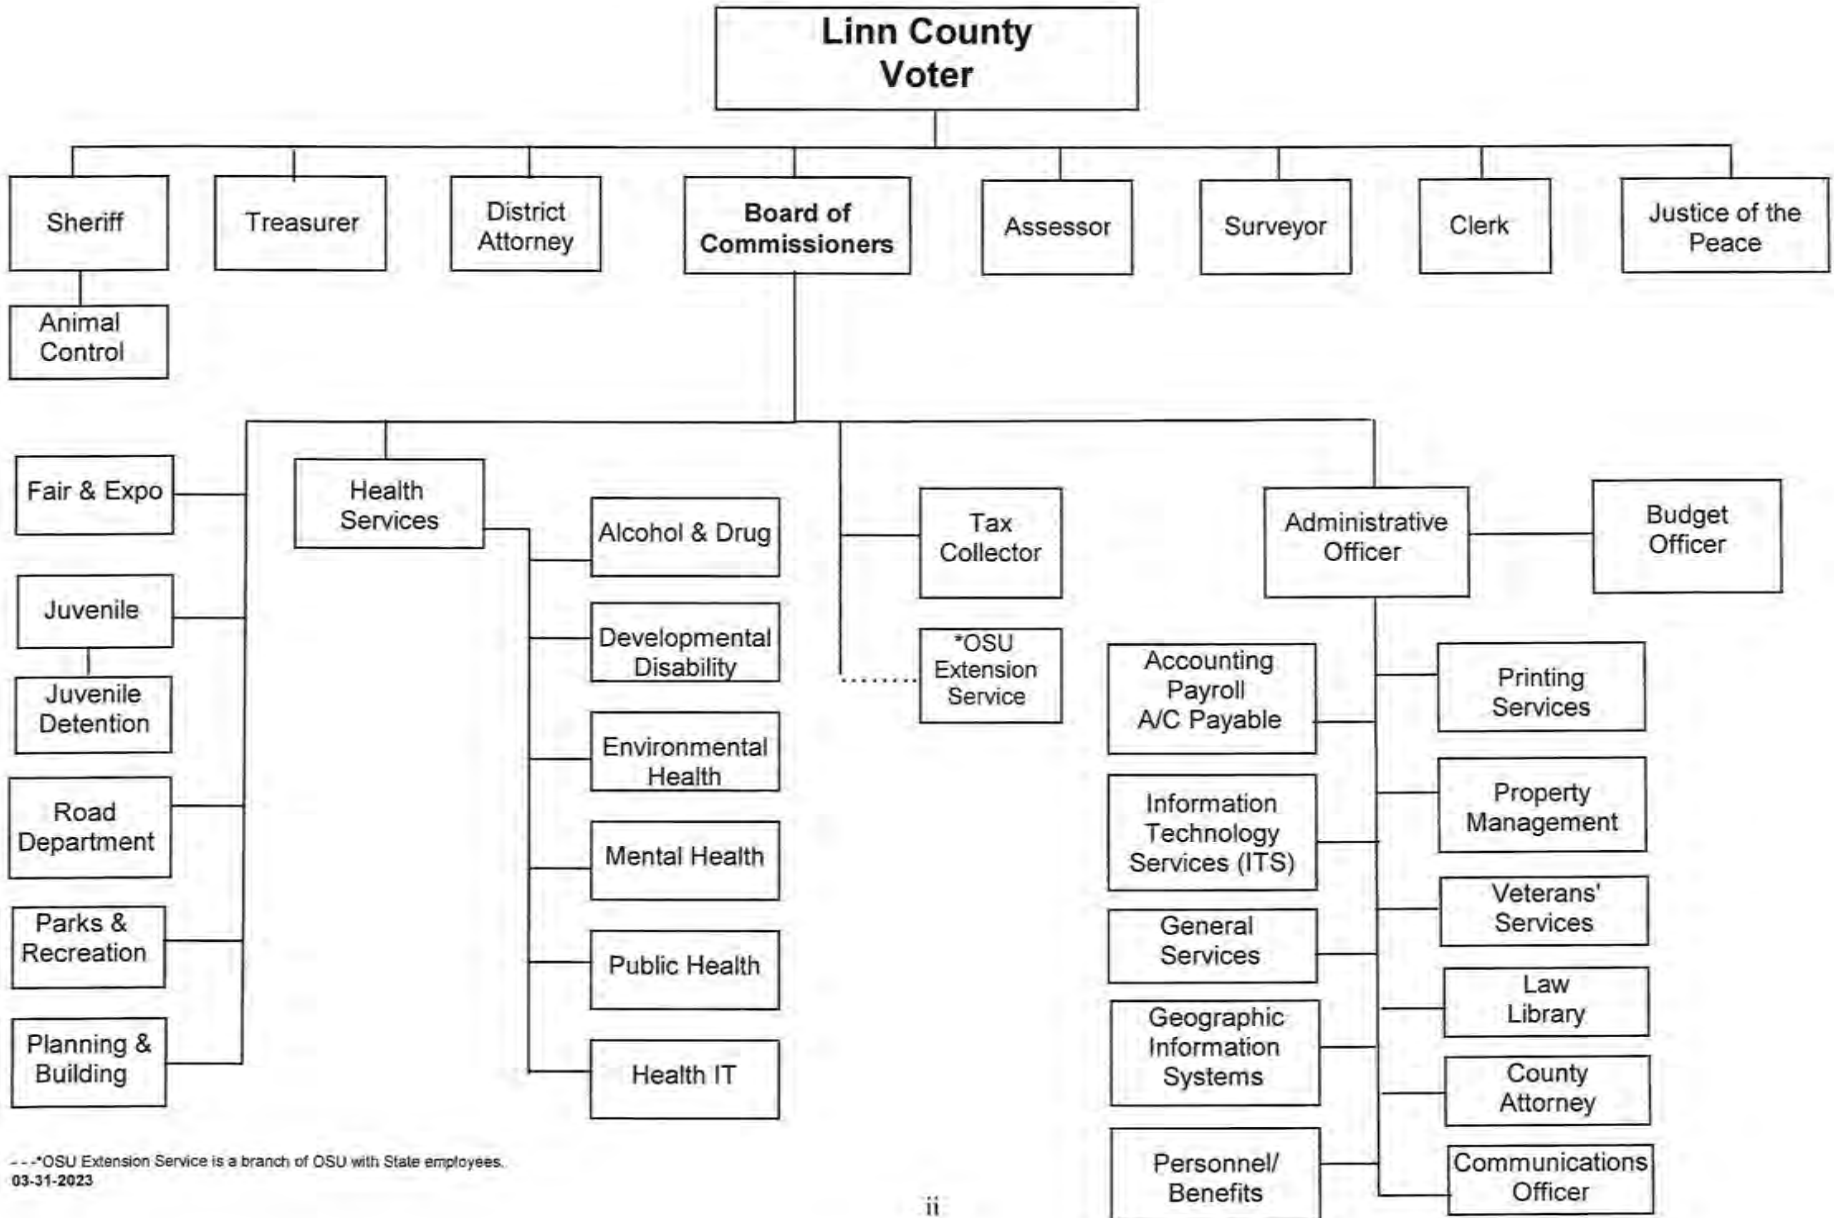 Linn County
Voter
Sheriff
Treasurer
District
Attorney
Board of
Commissioners
Assessor
Surveyor
Clerk
Justice of the
Peace
Animal
Control
Fair & Expo
Juvenile
Juvenile
Detention
Road
Department
Parks &
Recreation
Planning &
Building
Health
Services
Alcohol & Drug
Developmental
Disability
Environmental
Health
Mental Health
Public Health
Health IT
Tax
Collector
*OSU
Extension
Service
Administrative
Officer
Budget
Officer
Accounting
Payroll
A/C Payable
Information
Technology
Services (ITS)
General
Services
Geographic
Information
Systems
Personnel/
Benefits
Printing
Services
Property
Management
Veterans'
Services
Law
Library
County
Attorney
Communications
Officer
---*OSU Extension Service is a branch of OSU with State employees.
03-31-2023
ii